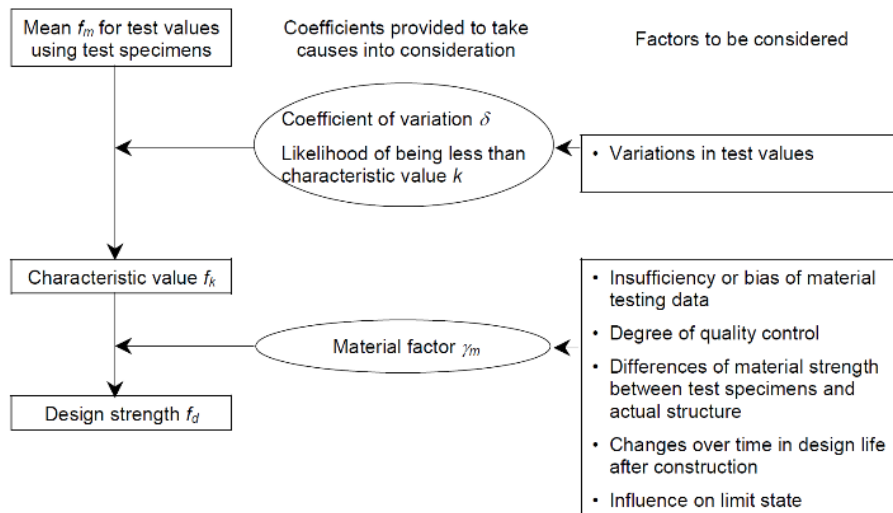 Mean fm for test values
using test specimens
Coefficients provided to take
causes into consideration
Factors to be considered
Coefficient of variation δ
Likelihood of being less than
characteristic value k
• Variations in test values
Characteristic value fk
• Insufficiency or bias of material
testing data
• Degree of quality control
• Differences of material strength
between test specimens and
actual structure
• Changes over time in design life
after construction
• Influence on limit state
Material factor γm
Design strength fd